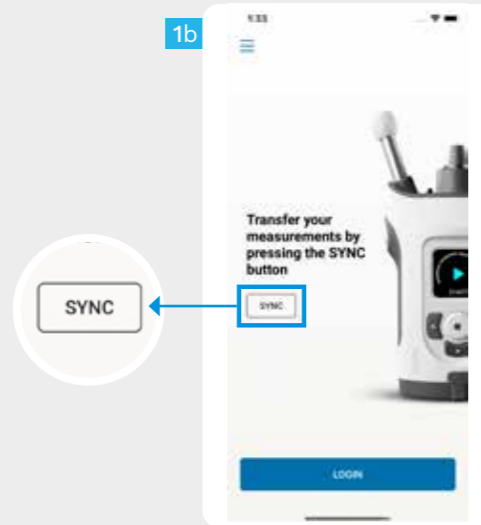 1b
1:33
Transfer your
measurements by
pressing the SYNC
button
SYNC
SYNC
LOGIN